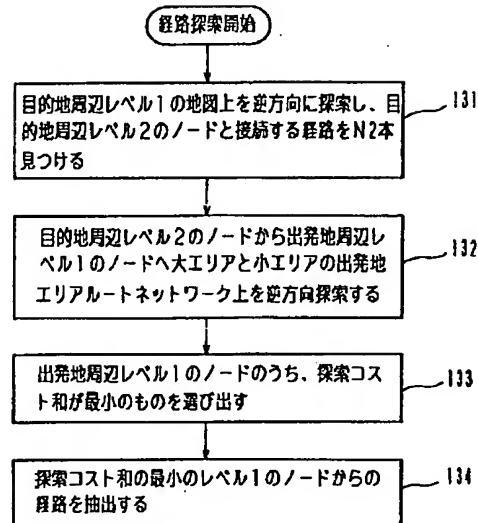 経路探索開始
目的地周辺レベル1の地図上を逆方向に探索し、目
的地周辺レベル2のノードと接続する経路をN2本
見つける
131
目的地周辺レベル2のノードから出発地周辺レ
ベル1のノードへ大エリアと小エリアの出発地
エリアルートネットワーク上を逆方向探索する
132
出発地周辺レベル1のノードのうち、探索コス
ト和が最小のものを選び出す
133
探索コスト和の最小のレベル1のノードからの
経路を抽出する
134